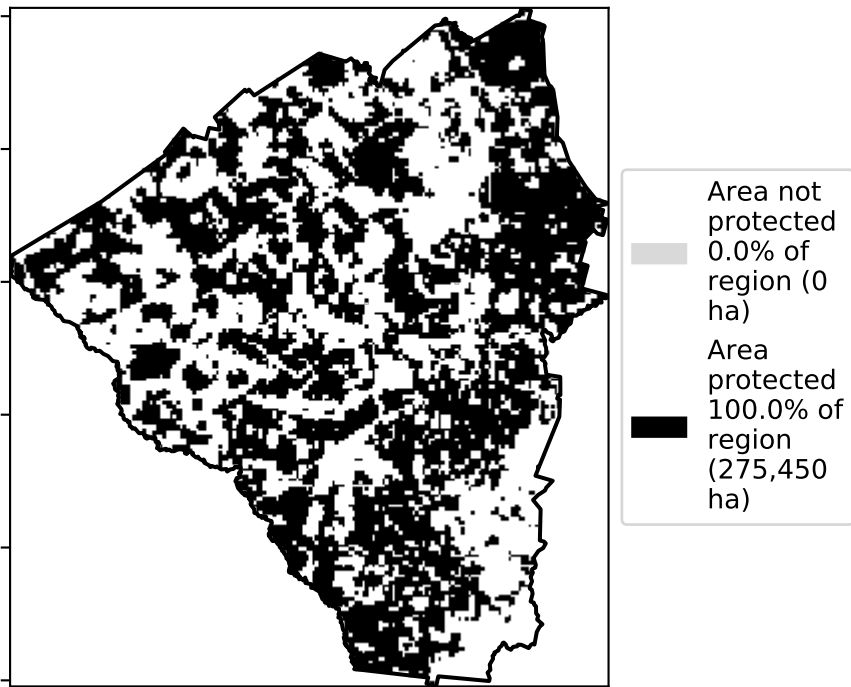 Area not
protected
0.0% of
region (0
ha)
Area
protected
100.0% of
region
(275,450
ha)